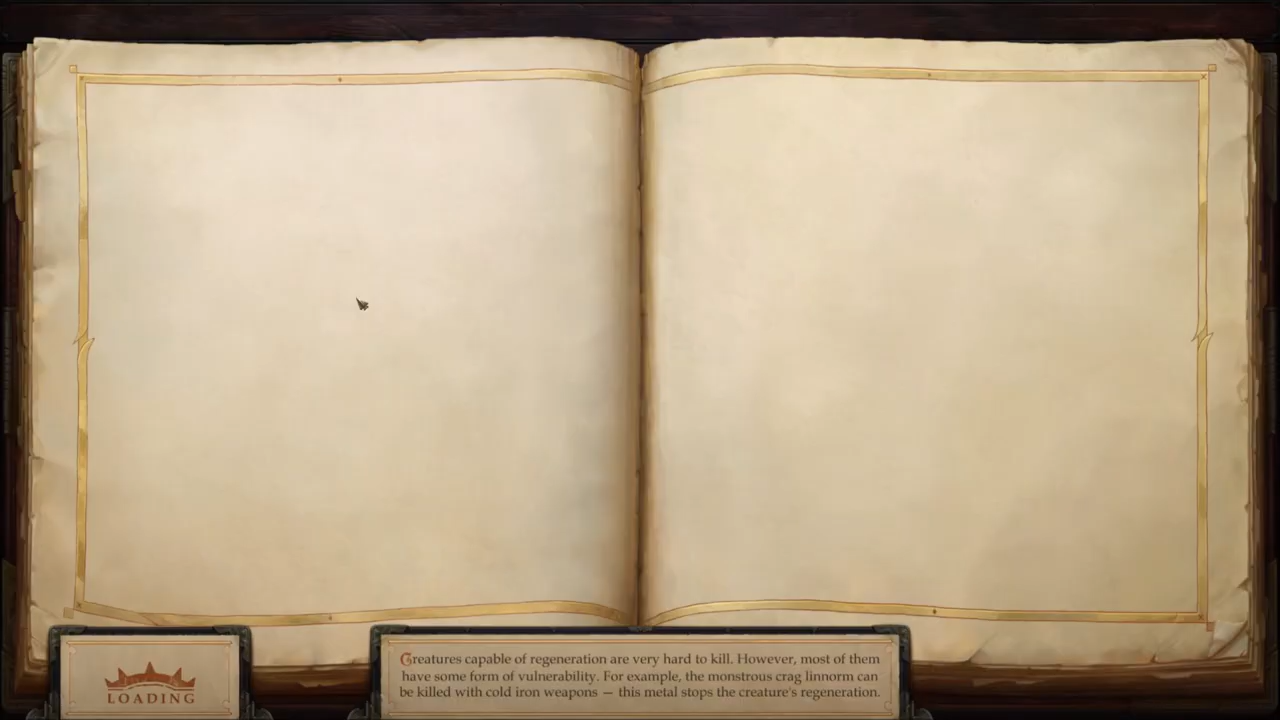 Creatures capable of regeneration are very hard to kill. However, most of them
have some form of vulnerability. For example, the monstrous crag linnorm can
be killed with cold iron weapons — this metal stops the creature's regeneration.
LOADING